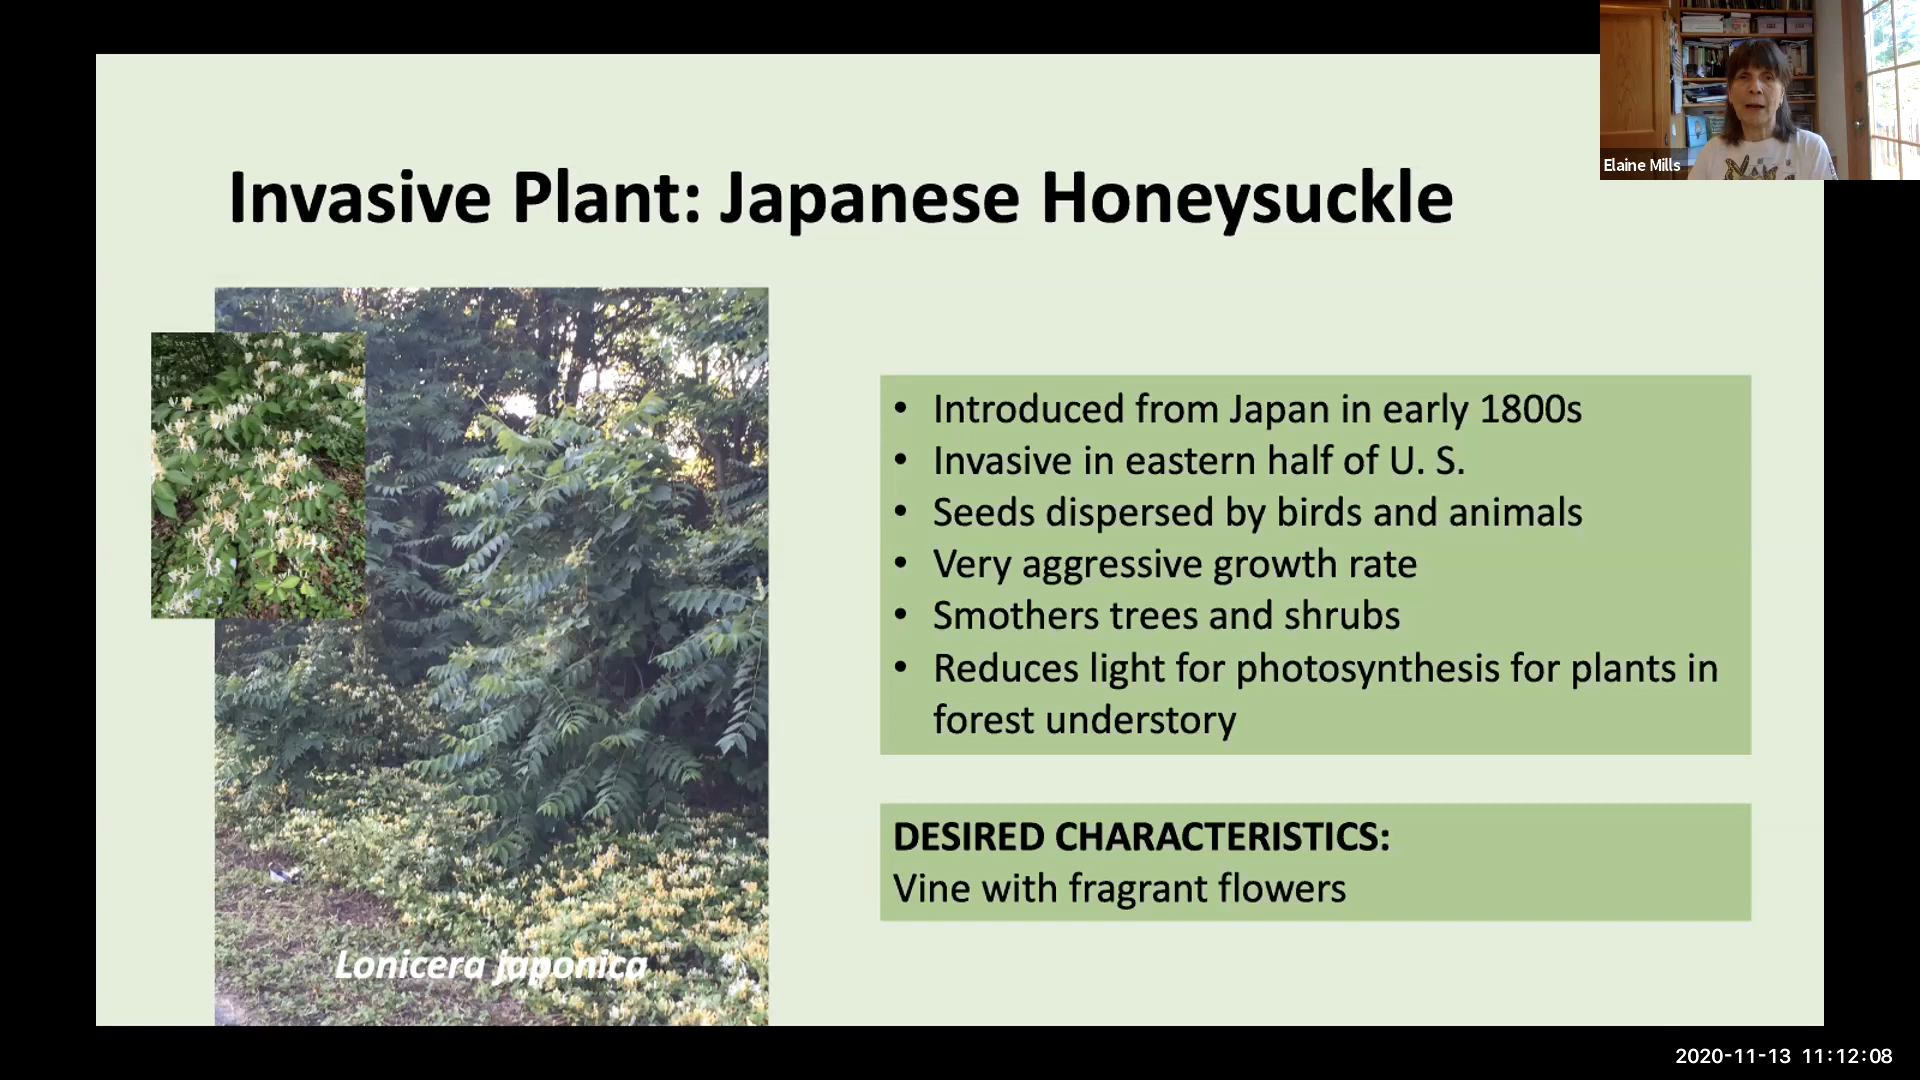 Elaine Mills
Invasive Plant: Japanese Honeysuckle
• Introduced from Japan in early 1800s
• Invasive in eastern half of U. S.
• Seeds dispersed by birds and animals
• Very aggressive growth rate
• Smothers trees and shrubs
• Reduces light for photosynthesis for plants in
forest understory
DESIRED CHARACTERISTICS:
Vine with fragrant flowers
Lonicera japonica
2020-11-13 11:12:08